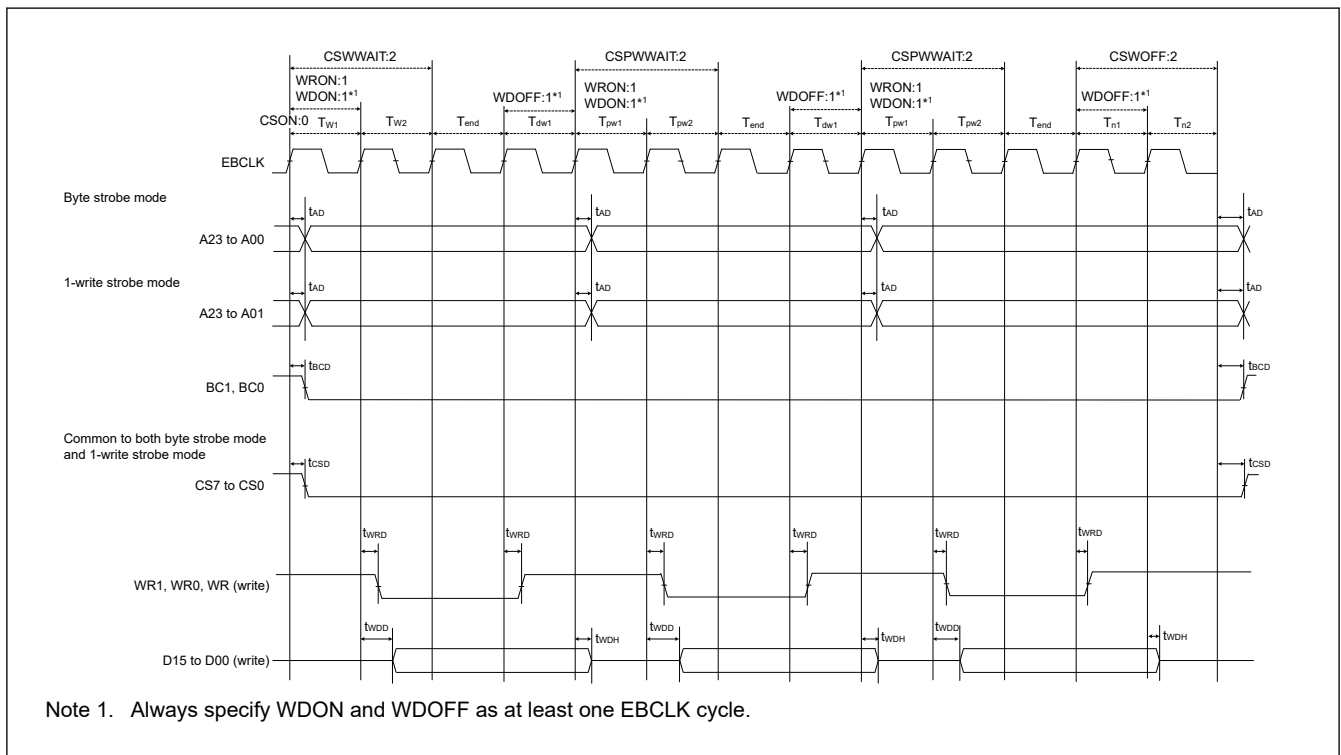 CSWWAIT:2 CSPWWAIT:2 CSPWWAIT:2 CSWOFF:2
WRON:1 WRON:1 WRON:1
WDON:1*1 WDOFF:1*1 WDON:1*1 WDOFF:1*1 WDON:1*1 WDOFF:1*1
CSON:0 TW1 TW2 Tend Tdw1 Tpw1 Tpw2 Tend Tdw1 Tpw1 Tpw2 Tend Tn1 Tn2
EBCLK
Byte strobe mode
tAD tAD tAD tAD
A23 to A00
1-write strobe mode
tAD tAD tAD tAD
A23 to A01
tBCD tBCD
BC1, BC0
Common to both byte strobe mode
and 1-write strobe mode
tCSD tCSD
CS7 to CS0
tWRD tWRD tWRD tWRD tWRD tWRD
WR1, WR0, WR (write)
tWDD tWDH tWDD tWDH tWDD tWDH
D15 to D00 (write)
Note 1. Always specify WDON and WDOFF as at least one EBCLK cycle.